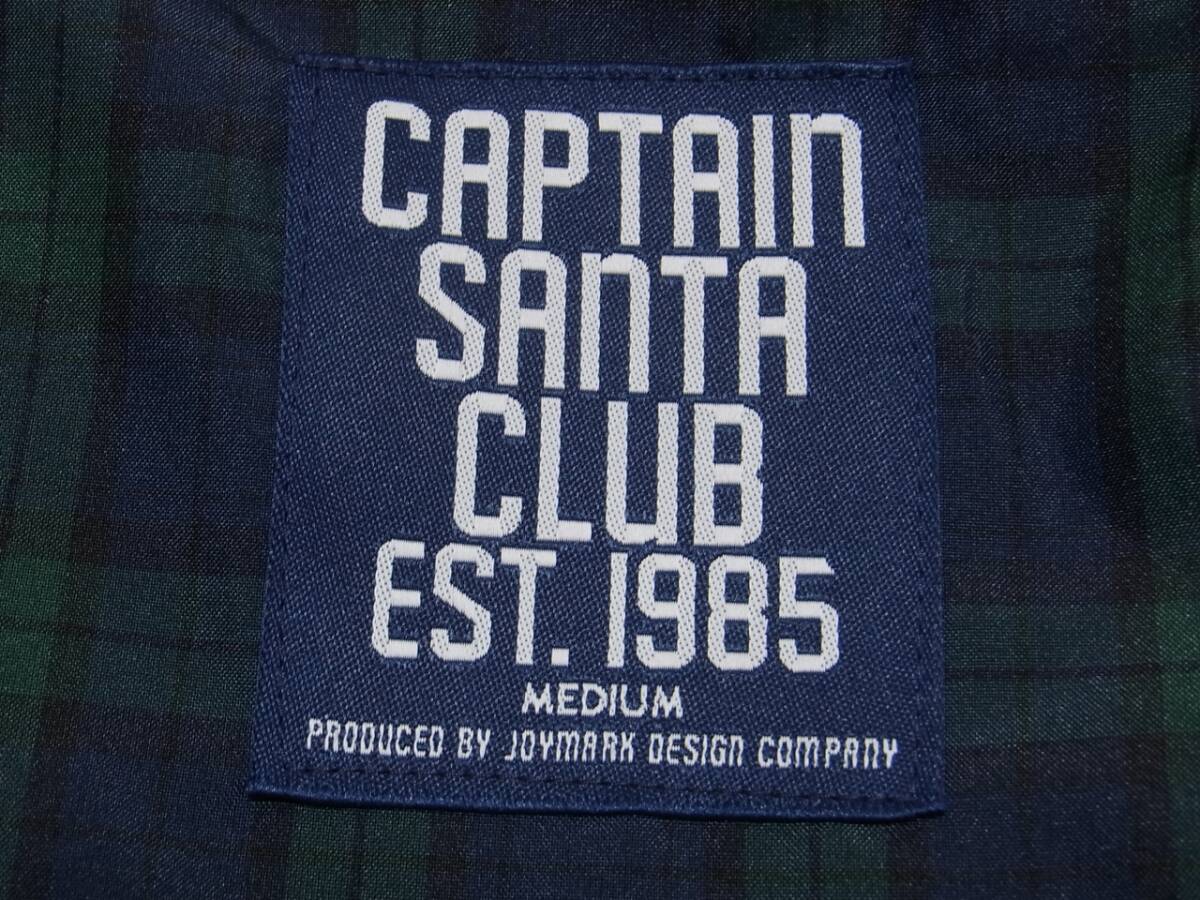 CAPTAIN
SANTA
CLUB
EST. 1985
MEDIUM
PRODUCED BY JOYMARK DESIGN COMPANY